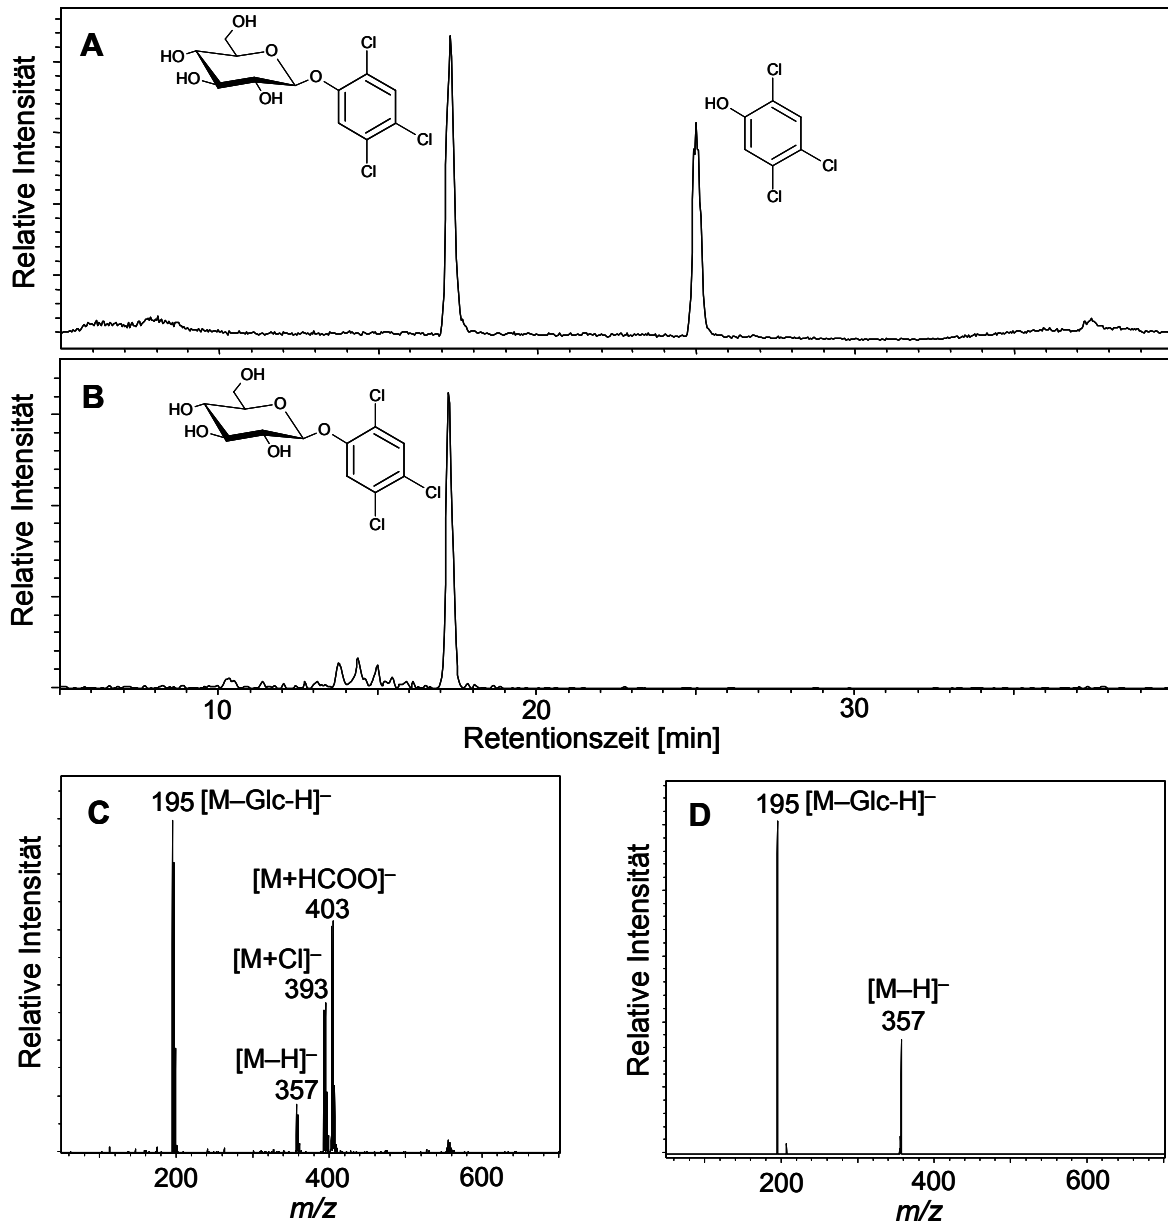 A
Relative Intensität
OH
HO
O
HO
OH
O
Cl
Cl
Cl
HO
Cl
Cl
Cl
B
Relative Intensität
OH
HO
O
HO
OH
O
Cl
Cl
Cl
10
20
30
Retentionszeit [min]
C
Relative Intensität
195 [M–Glc-H]–
[M+HCOO]–
403
[M+Cl]–
393
[M–H]–
357
200
400
600
m/z
D
Relative Intensität
195 [M–Glc-H]–
[M–H]–
357
200
400
600
m/z